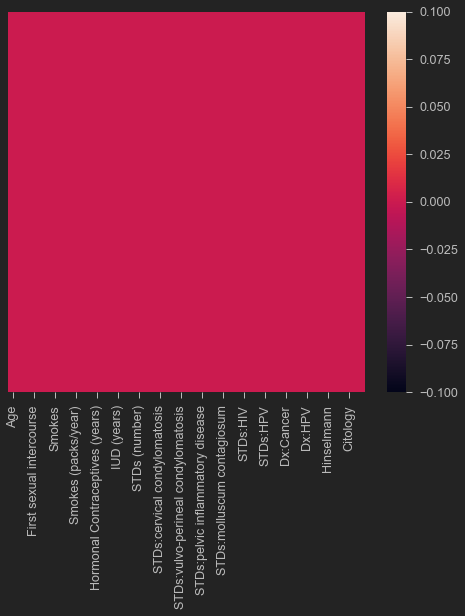 0.100
0.075
0.050
0.025
0.000
−0.025
−0.050
−0.075
−0.100
Age
First sexual intercourse
Smokes
Smokes (packs/year)
Hormonal Contraceptives (years)
IUD (years)
STDs (number)
STDs:cervical condylomatosis
STDs:vulvo-perineal condylomatosis
STDs:pelvic inflammatory disease
STDs:molluscum contagiosum
STDs:HIV
STDs:HPV
Dx:Cancer
Dx:HPV
Hinselmann
Citology